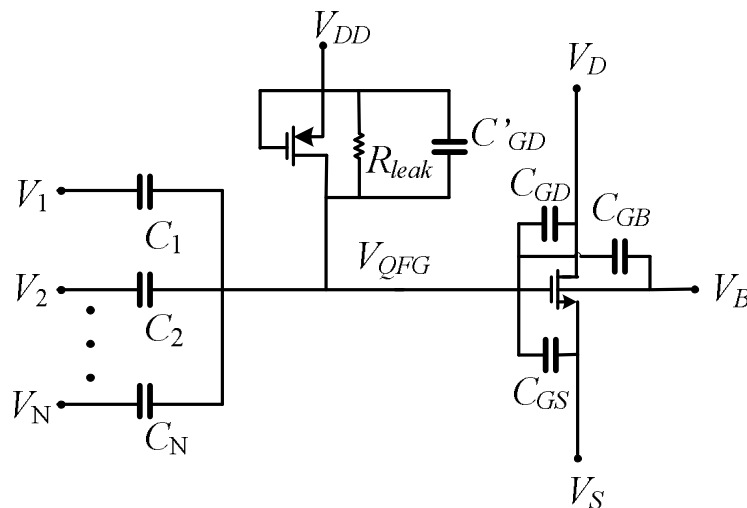 V_DD
V_D
C'_GD
R_leak
C_GD
C_GB
V_1
C_1
V_QFG
V_2
C_2
V_B
V_N
C_N
C_GS
V_S